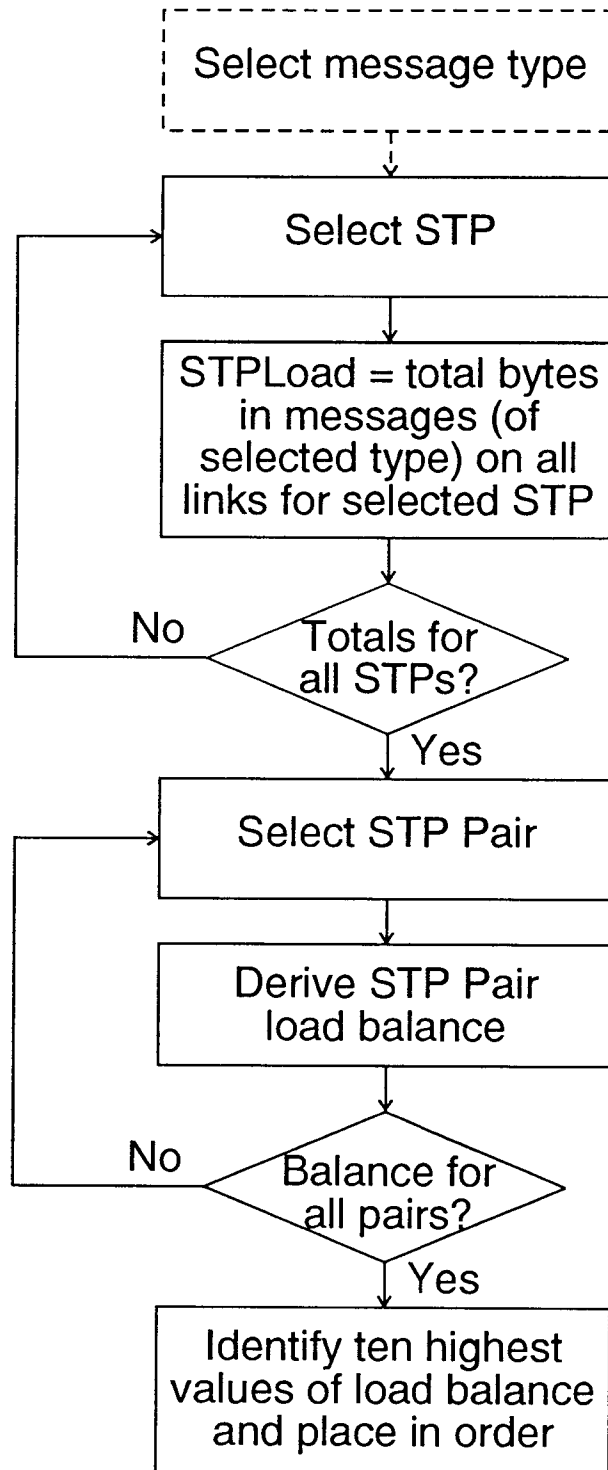 Select message type
Select STP
STPLoad = total bytes
in messages (of
selected type) on all
links for selected STP
No
Totals for
all STPs?
Yes
Select STP Pair
Derive STP Pair
load balance
No
Balance for
all pairs?
Yes
Identify ten highest
values of load balance
and place in order